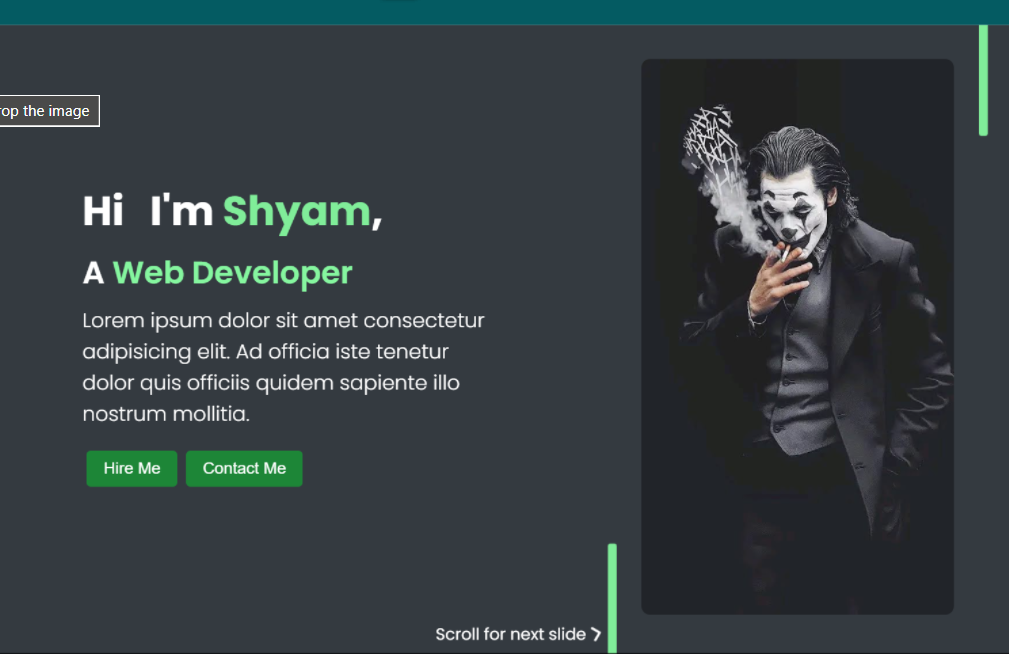 rop the image
Hi I'm Shyam,
A Web Developer
Lorem ipsum dolor sit amet consectetur
adipisicing elit. Ad officia iste tenetur
dolor quis officiis quidem sapiente illo
nostrum mollitia.
Hire Me
Contact Me
Scroll for next slide